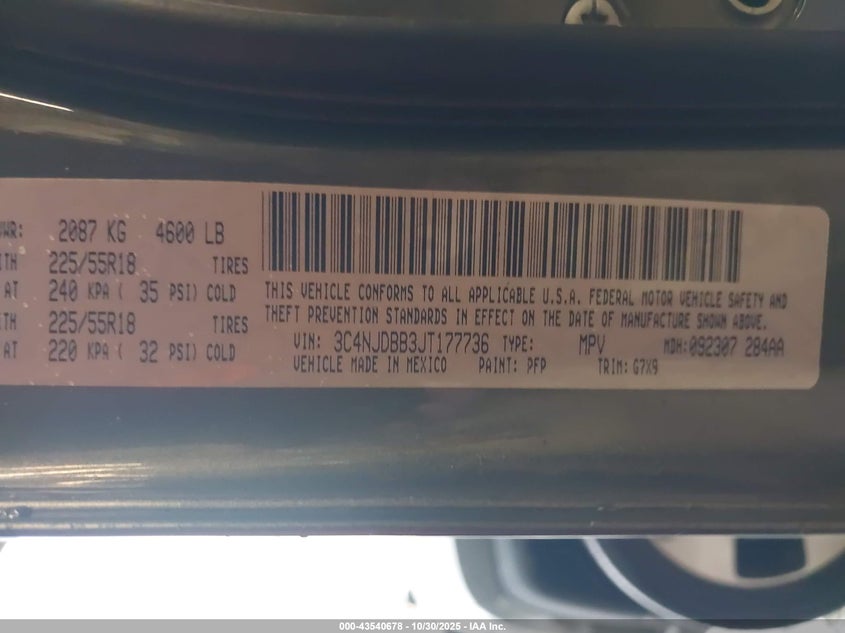 WR: 2087 KG 4600 LB
ITH 225/55R18 TIRES
AT 240 KPA ( 35 PSI) COLD
ITH 225/55R18 TIRES
AT 220 KPA ( 32 PSI) COLD
THIS VEHICLE CONFORMS TO ALL APPLICABLE U.S.A. FEDERAL MOTOR VEHICLE SAFETY AND
THEFT PREVENTION STANDARDS IN EFFECT ON THE DATE OF MANUFACTURE SHOWN ABOVE.
VIN: 3C4NJDBB3JT177736 TYPE: MPV MDH:092307 284AA
VEHICLE MADE IN MEXICO PAINT: PFP TRIM: G7X9
000-43540678 - 10/30/2025 - IAA Inc.